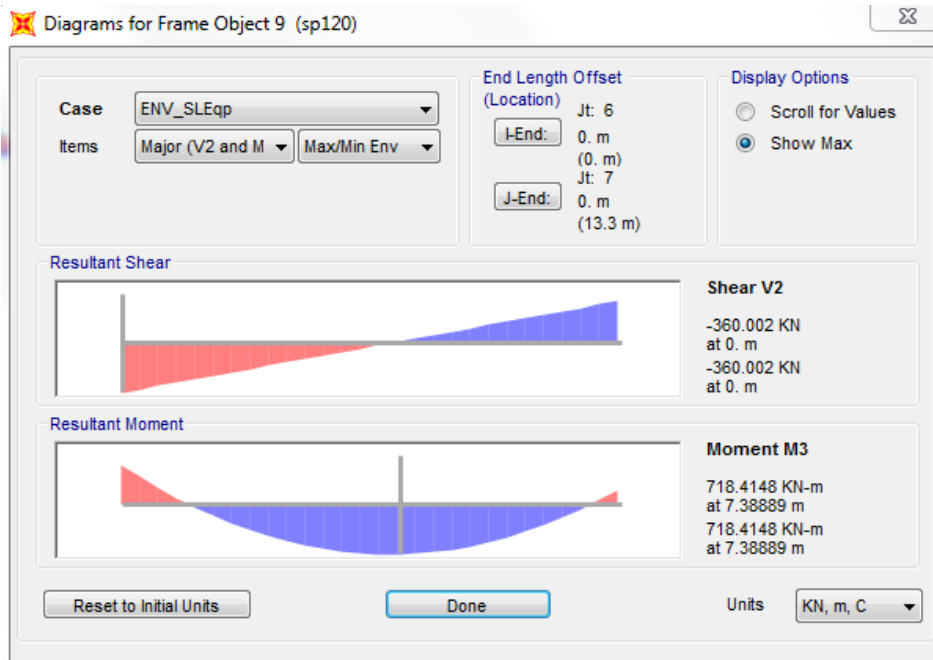 Diagrams for Frame Object 9 (sp120)
Case ENV_SLEqp
Items Major (V2 and M Max/Min Env
End Length Offset
(Location)
I-End:
Jt: 6
0. m
(0. m)
J-End:
Jt: 7
0. m
(13.3 m)
Display Options
Scroll for Values
Show Max
Resultant Shear
Shear V2
-360.002 KN
at 0. m
-360.002 KN
at 0. m
Resultant Moment
Moment M3
718.4148 KN-m
at 7.38889 m
718.4148 KN-m
at 7.38889 m
Reset to Initial Units
Done
Units KN, m, C